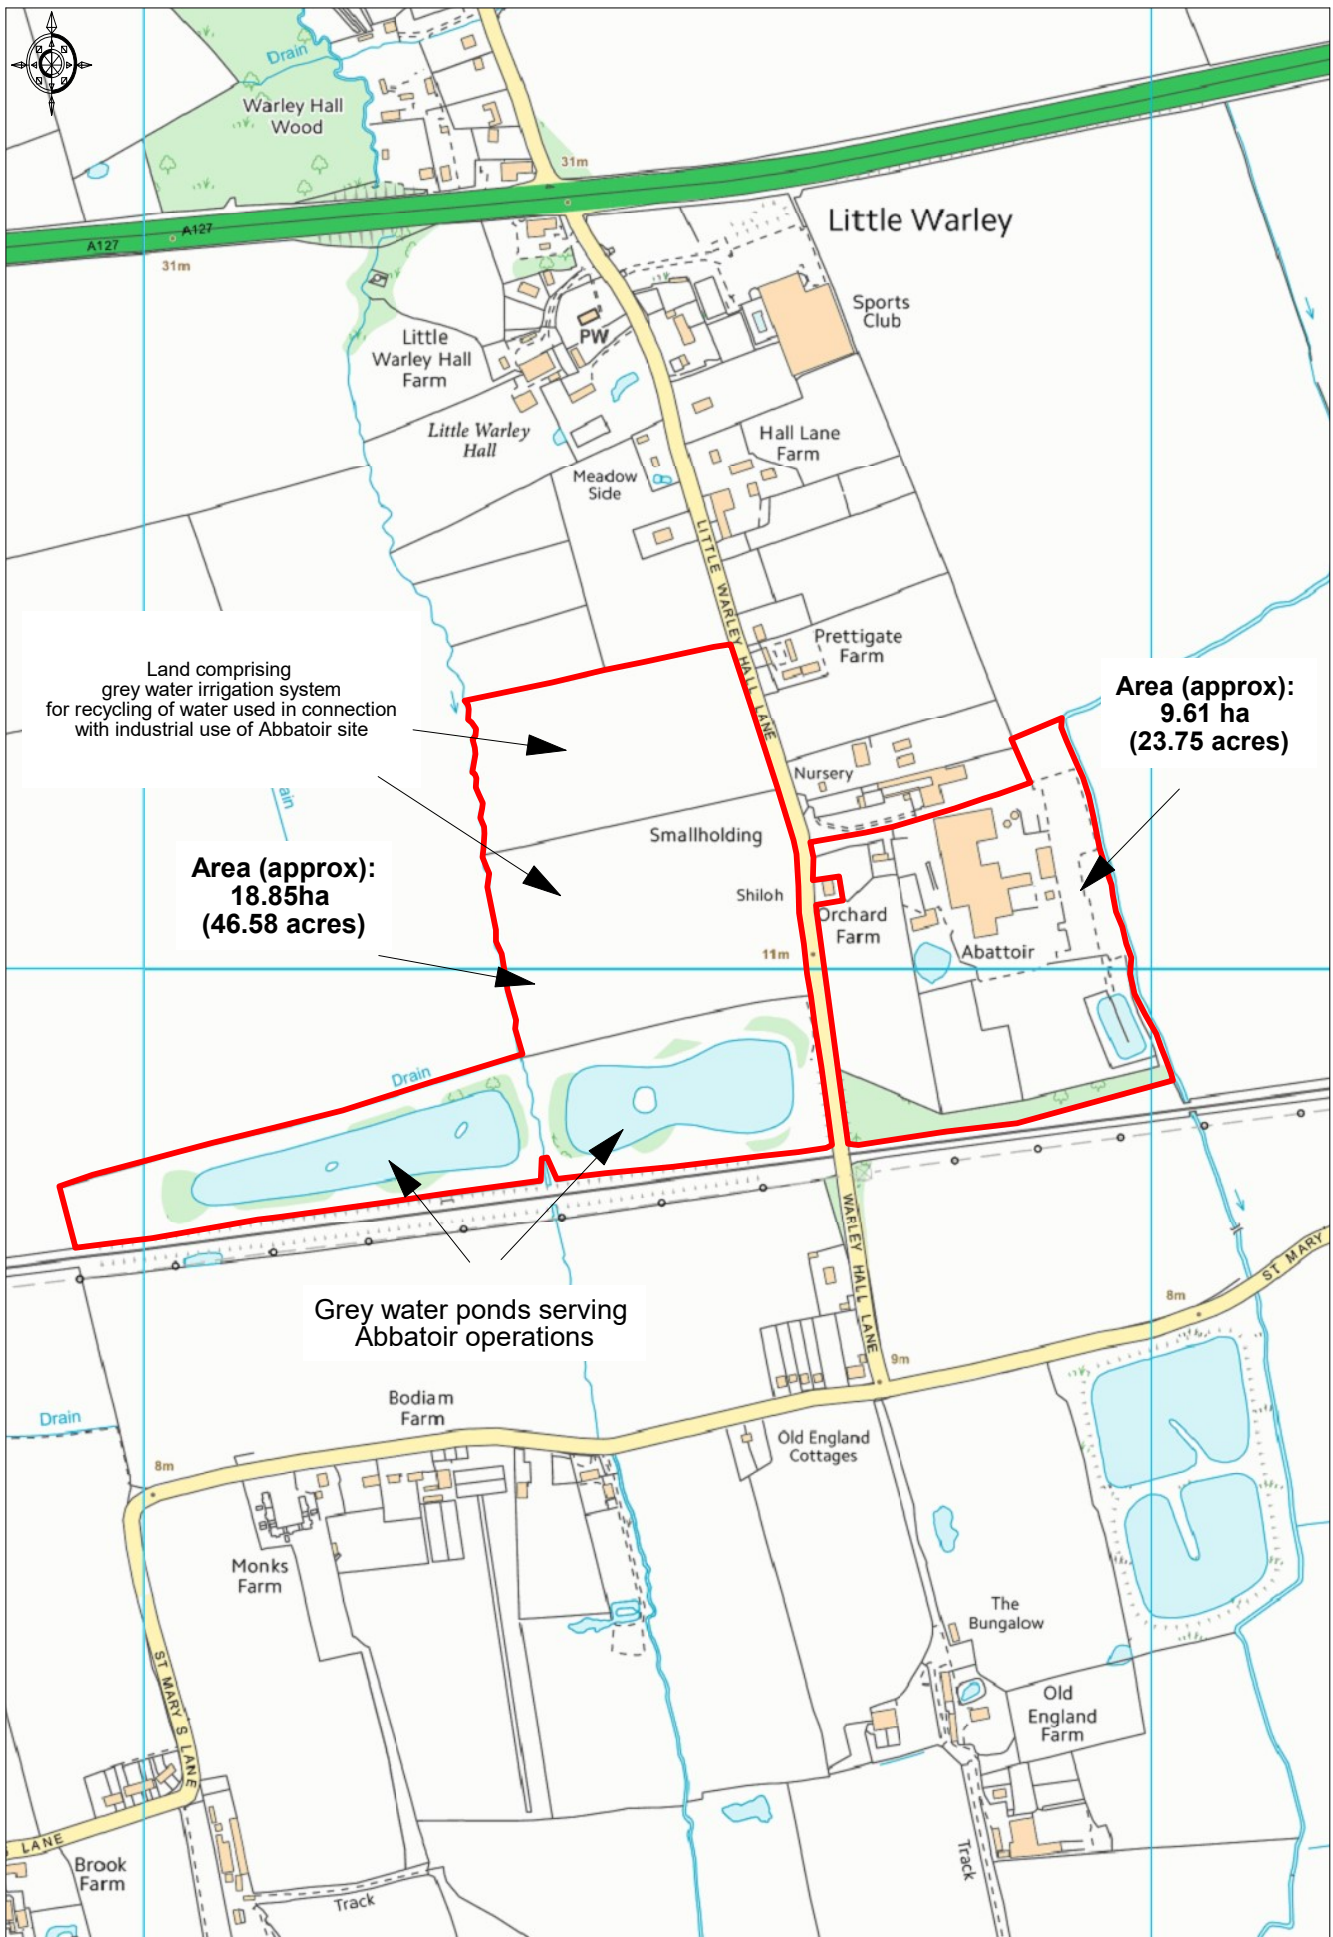 Drain
Warley Hall
Wood
31m
A127
A127
31m
Little Warley
Sports
Club
PW
Little
Warley Hall
Farm
Little Warley
Hall
Hall Lane
Farm
Meadow
Side
LITTLE WARLEY HALL LANE
Prettigate
Farm
Land comprising
grey water irrigation system
for recycling of water used in connection
with industrial use of Abbatoir site
Area (approx):
9.61 ha
(23.75 acres)
Nursery
ain
Smallholding
Area (approx):
18.85ha
(46.58 acres)
Shiloh
Orchard
Farm
11m
Abattoir
Drain
WARLEY HALL LANE
ST MARY
8m
Grey water ponds serving
Abbatoir operations
9m
Bodiam
Farm
Drain
Old England
Cottages
8m
Monks
Farm
The
Bungalow
ST MARY S LANE
Old
England
Farm
LANE
Brook
Farm
Track
Track